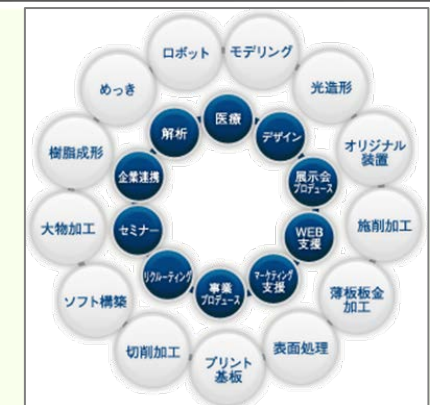 ロボット
モデリング
光造形
オリジナル
装置
施削加工
薄板板金
加工
表面処理
プリント
基板
切削加工
ソフト構築
大物加工
樹脂成形
めっき
医療
デザイン
展示会
プロデュース
WEB
支援
マーケティング
支援
事業
プロデュース
リクルーティング
セミナー
企業連携
解析